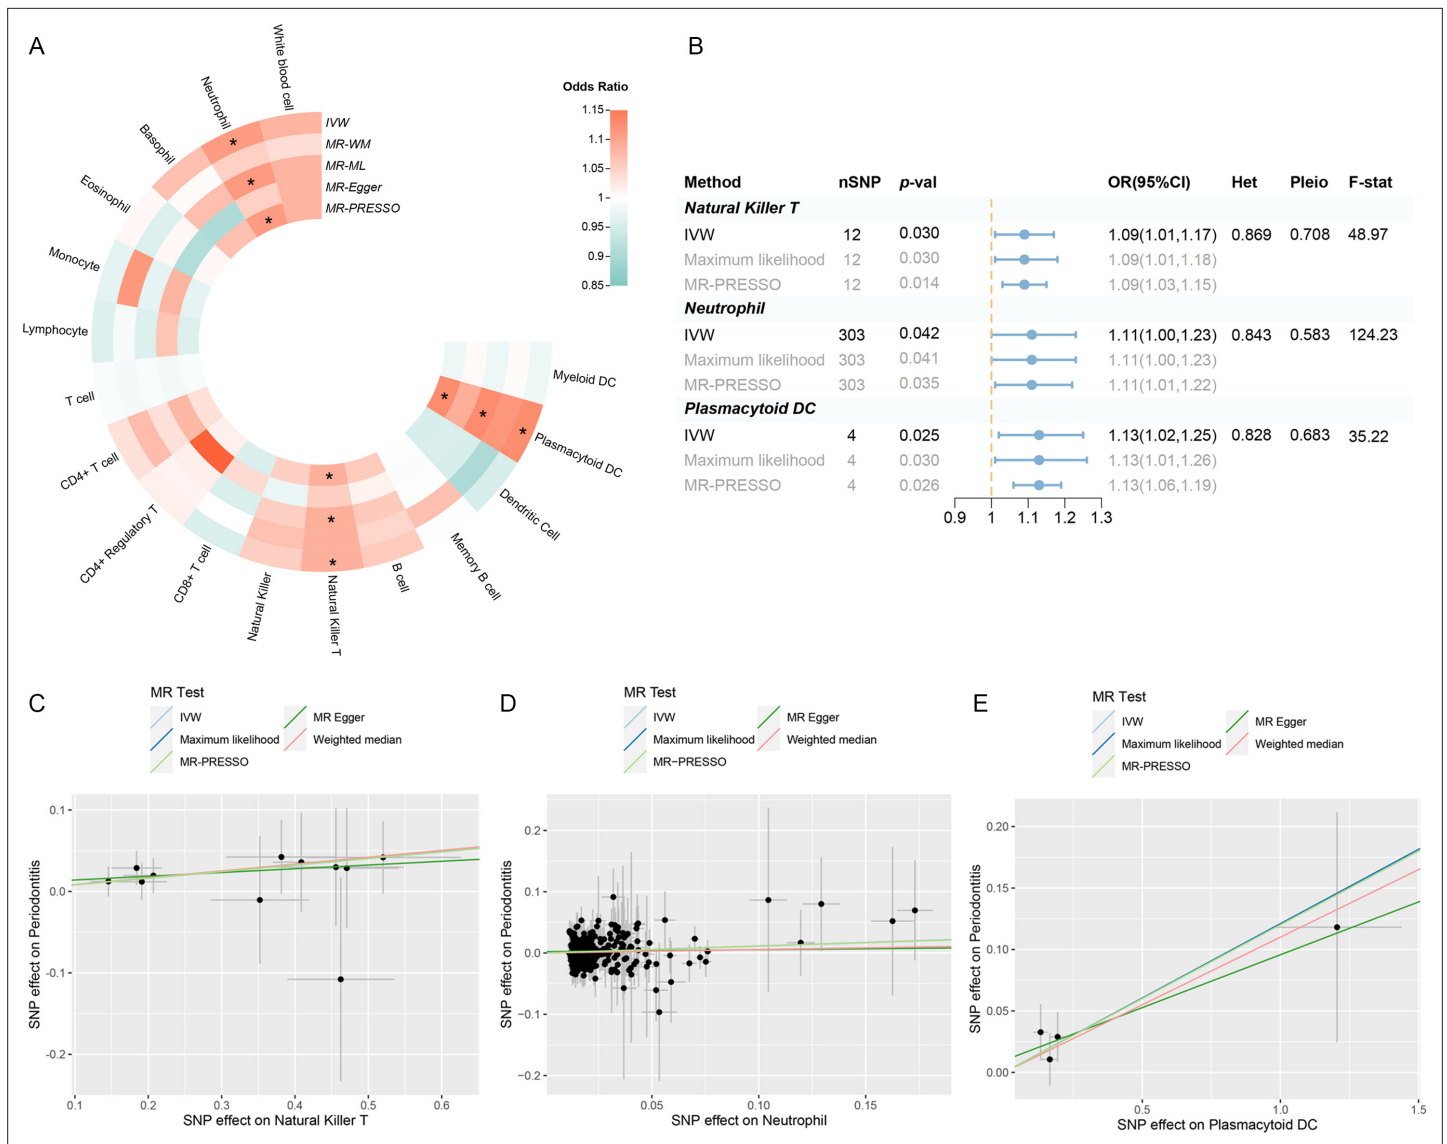 A
White blood cell
Neutrophil
Basophil
Eosinophil
Monocyte
Lymphocyte
T cell
CD4+ T cell
CD4+ Regulatory T
CD8+ T cell
Natural Killer
Natural Killer T
B cell
Memory B cell
Dendritic Cell
Plasmacytoid DC
Myeloid DC
IVW
MR-WM
MR-ML
MR-Egger
MR-PRESSO
* * *
* * *
* * *
Odds Ratio
1.15
1.1
1.05
1
0.95
0.9
0.85
B
Method nSNP p-val OR(95%CI) Het Pleio F-stat
Natural Killer T
IVW 12 0.030 1.09(1.01,1.17) 0.869 0.708 48.97
Maximum likelihood 12 0.030 1.09(1.01,1.18)
MR-PRESSO 12 0.014 1.09(1.03,1.15)
Neutrophil
IVW 303 0.042 1.11(1.00,1.23) 0.843 0.583 124.23
Maximum likelihood 303 0.041 1.11(1.00,1.23)
MR-PRESSO 303 0.035 1.11(1.01,1.22)
Plasmacytoid DC
IVW 4 0.025 1.13(1.02,1.25) 0.828 0.683 35.22
Maximum likelihood 4 0.030 1.13(1.01,1.26)
MR-PRESSO 4 0.026 1.13(1.06,1.19)
0.9 1 1.1 1.2 1.3
C
MR Test
IVW MR Egger
Maximum likelihood Weighted median
MR-PRESSO
SNP effect on Periodontitis
0.1
0.0
-0.1
-0.2
0.1 0.2 0.3 0.4 0.5 0.6
SNP effect on Natural Killer T
D
MR Test
IVW MR Egger
Maximum likelihood Weighted median
MR−PRESSO
SNP effect on Periodontitis
0.2
0.1
0.0
−0.1
−0.2
0.05 0.10 0.15
SNP effect on Neutrophil
E
MR Test
IVW MR Egger
Maximum likelihood Weighted median
MR-PRESSO
SNP effect on Periodontitis
0.20
0.15
0.10
0.05
0.00
0.5 1.0 1.5
SNP effect on Plasmacytoid DC